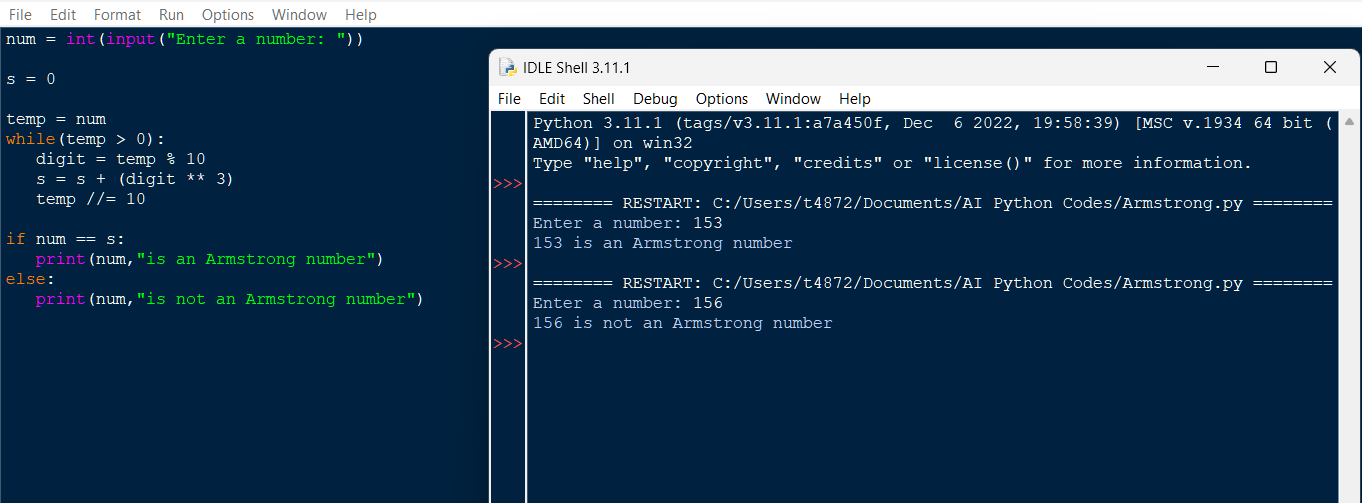 File Edit Format Run Options Window Help
num = int(input("Enter a number: "))
s = 0
temp = num
while(temp > 0):
   digit = temp % 10
   s = s + (digit ** 3)
   temp //= 10
if num == s:
   print(num,"is an Armstrong number")
else:
   print(num,"is not an Armstrong number")
IDLE Shell 3.11.1
File Edit Shell Debug Options Window Help
Python 3.11.1 (tags/v3.11.1:a7a450f, Dec  6 2022, 19:58:39) [MSC v.1934 64 bit (
AMD64)] on win32
Type "help", "copyright", "credits" or "license()" for more information.
>>>
======== RESTART: C:/Users/t4872/Documents/AI Python Codes/Armstrong.py ========
Enter a number: 153
153 is an Armstrong number
>>>
======== RESTART: C:/Users/t4872/Documents/AI Python Codes/Armstrong.py ========
Enter a number: 156
156 is not an Armstrong number
>>>